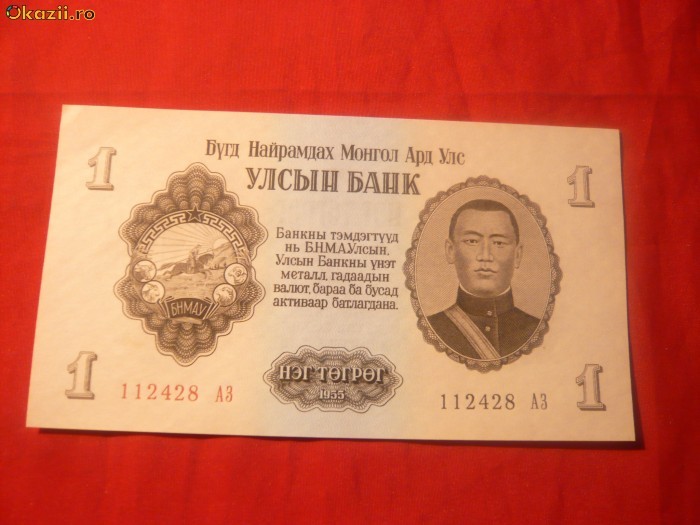 Okazii.ro
Бүгд Найрамдах Монгол Ард Улс
УЛСЫН БАНК
1
1
Банкны тэмдэгтүүд
нь Б.Н.М.А.Улсын,
Улсын Банкны үнэт
металл, гадаадын
валют, бараа ба бусад
активаар батлагдана.
БНМАУ
НЭГ ТӨГРӨГ
1955
1
1
112428 АЗ
112428 АЗ